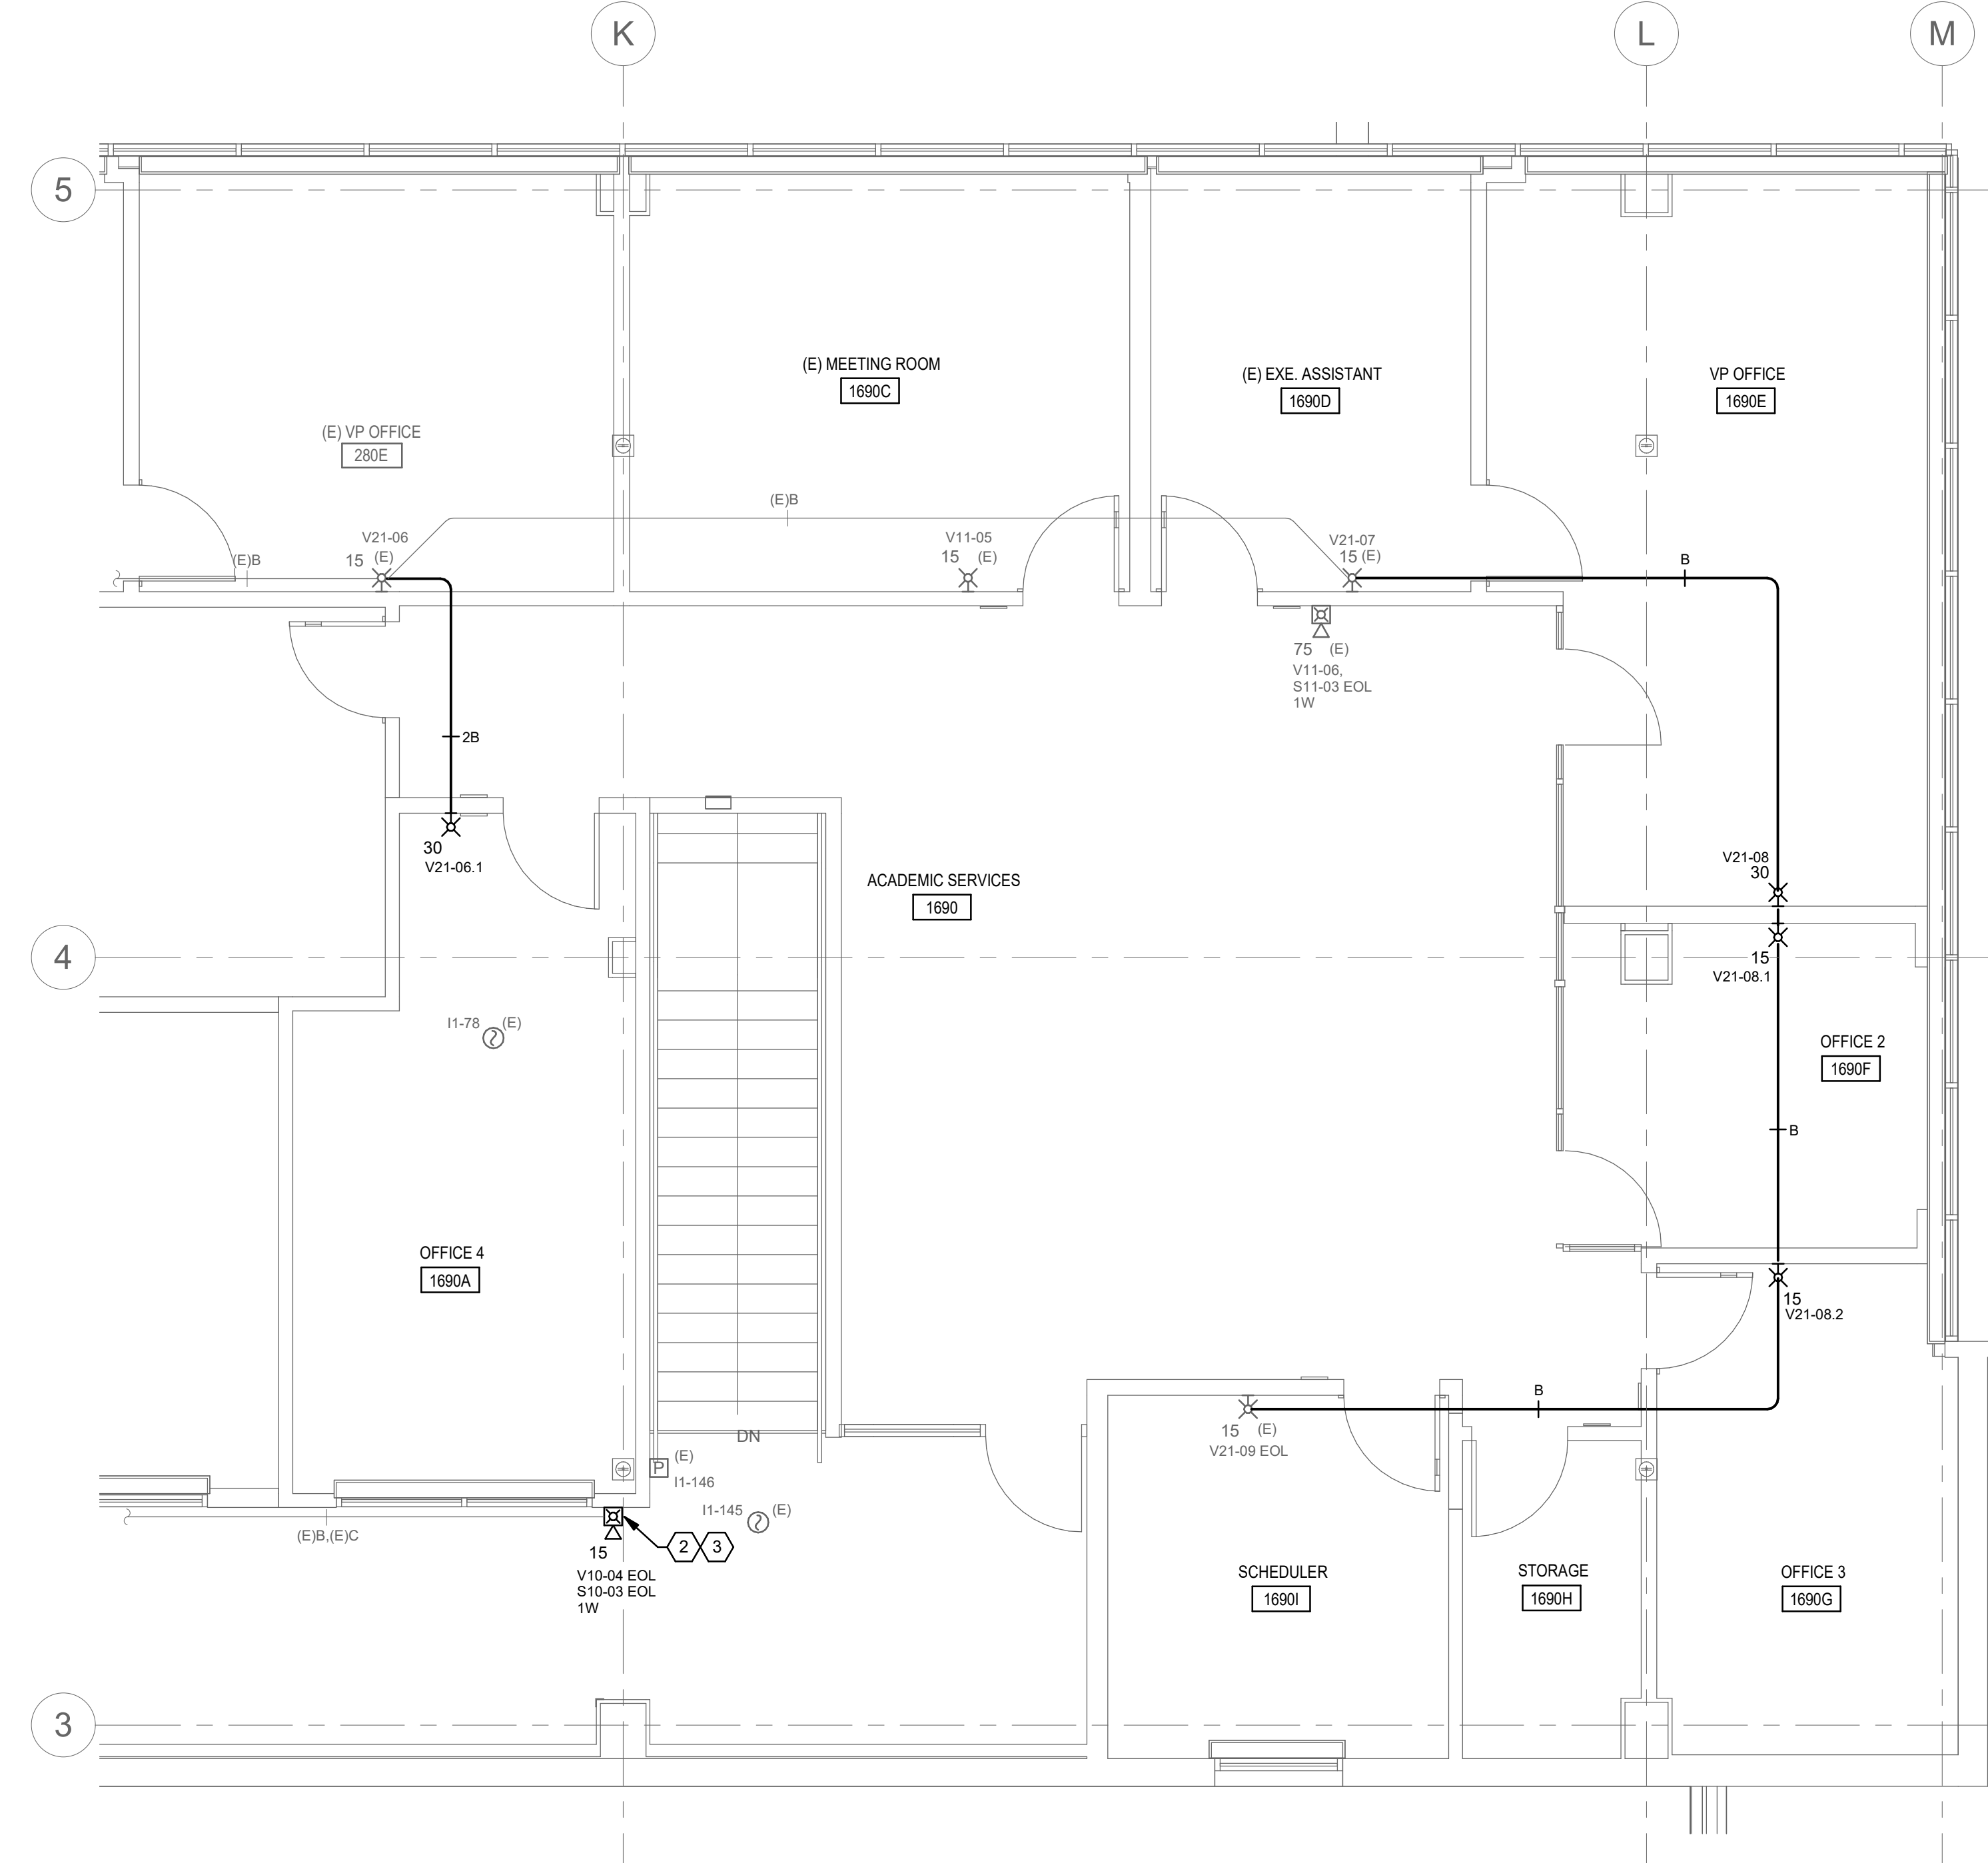 K
L
M
5
(E) MEETING ROOM
1690C
(E) EXE. ASSISTANT
1690D
VP OFFICE
1690E
(E) VP OFFICE
280E
(E)B
V21-06
15 (E)
(E)B
V11-05
15 (E)
V21-07
15 (E)
B
75 (E)
V11-06,
S11-03 EOL
1W
2B
30
V21-06.1
ACADEMIC SERVICES
1690
V21-08
30
4
15
V21-08.1
I1-78 (E)
OFFICE 2
1690F
B
OFFICE 4
1690A
15
V21-08.2
B
15 (E)
V21-09 EOL
DN
P
(E)
I1-146
I1-145 (E)
(E)B,(E)C
2 3
15
V10-04 EOL
S10-03 EOL
1W
SCHEDULER
1690I
STORAGE
1690H
OFFICE 3
1690G
3